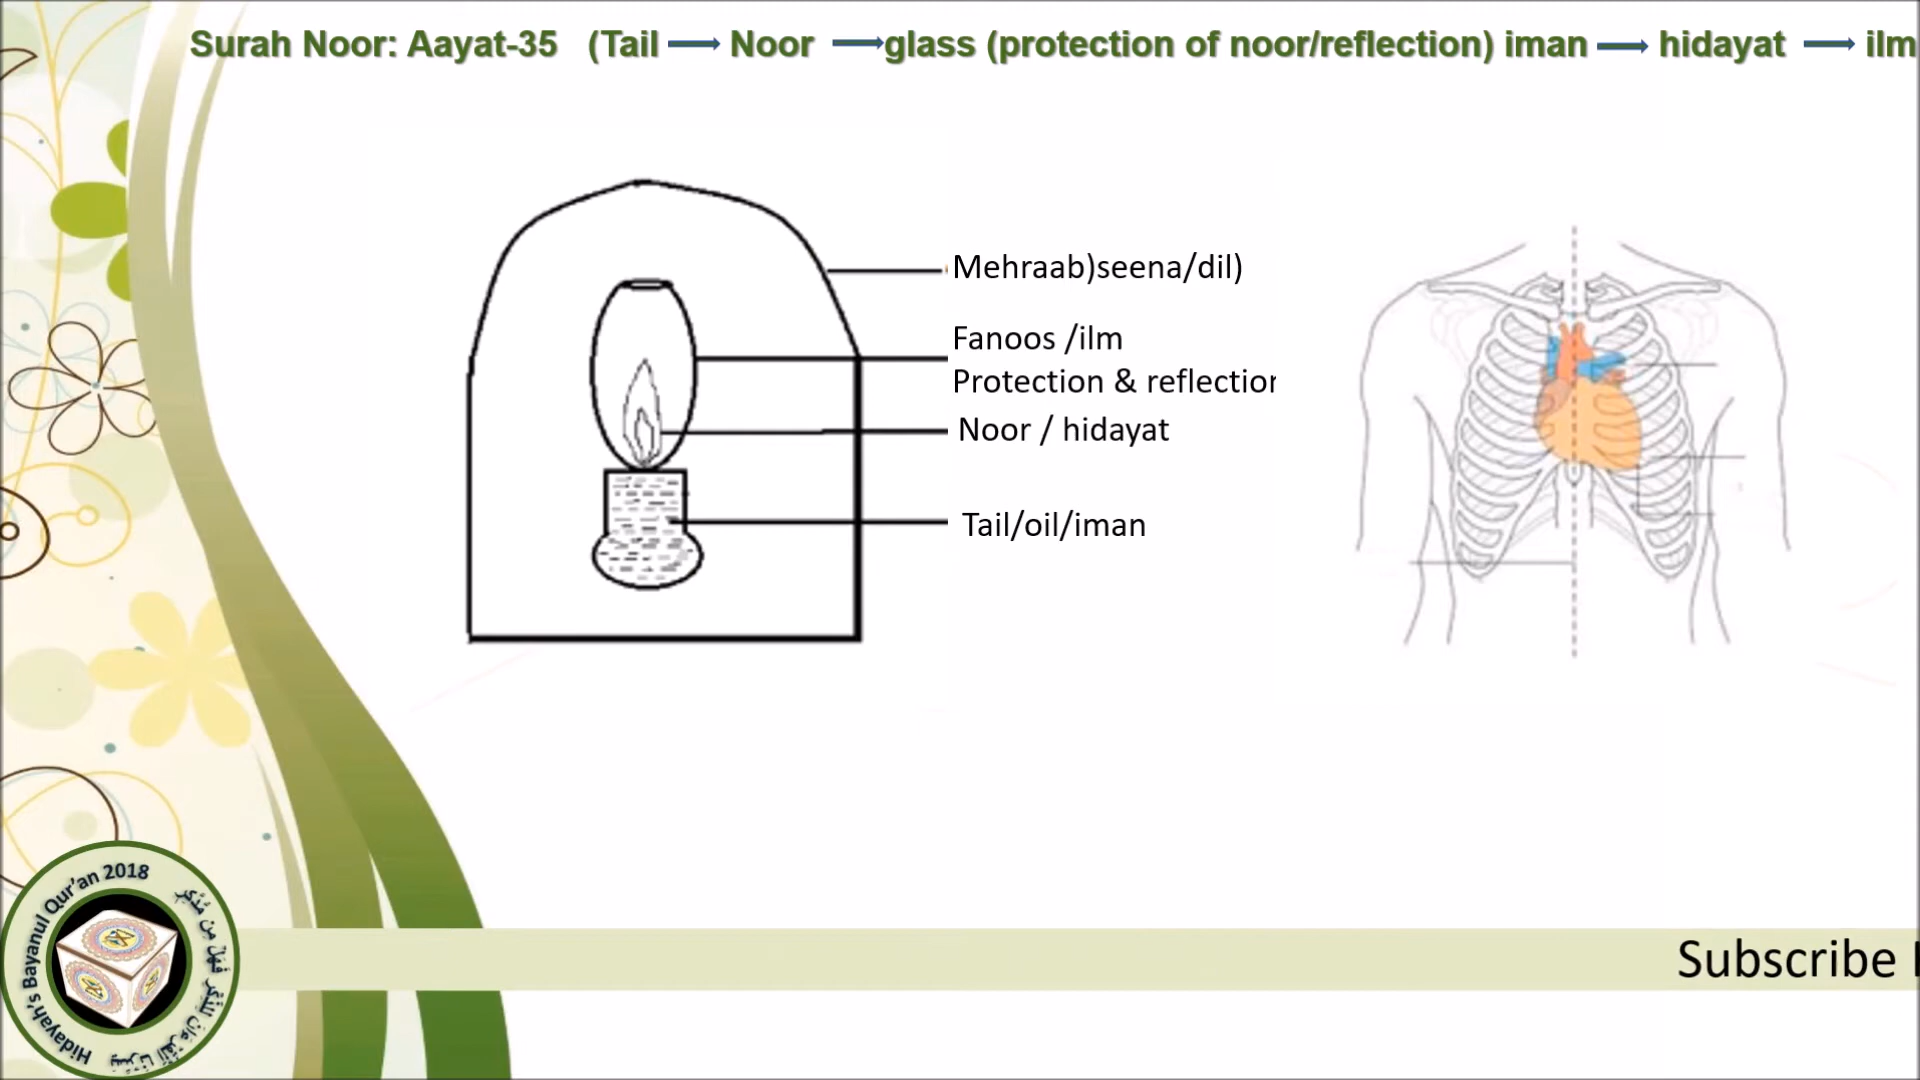 Surah Noor: Aayat-35 (Tail → Noor → glass (protection of noor/reflection) iman → hidayat → ilm
Mehraab)seena/dil)
Fanoos /ilm
Protection & reflection
Noor / hidayat
Tail/oil/iman
Subscribe
Hidayah's Bayanul Qur'an 2018